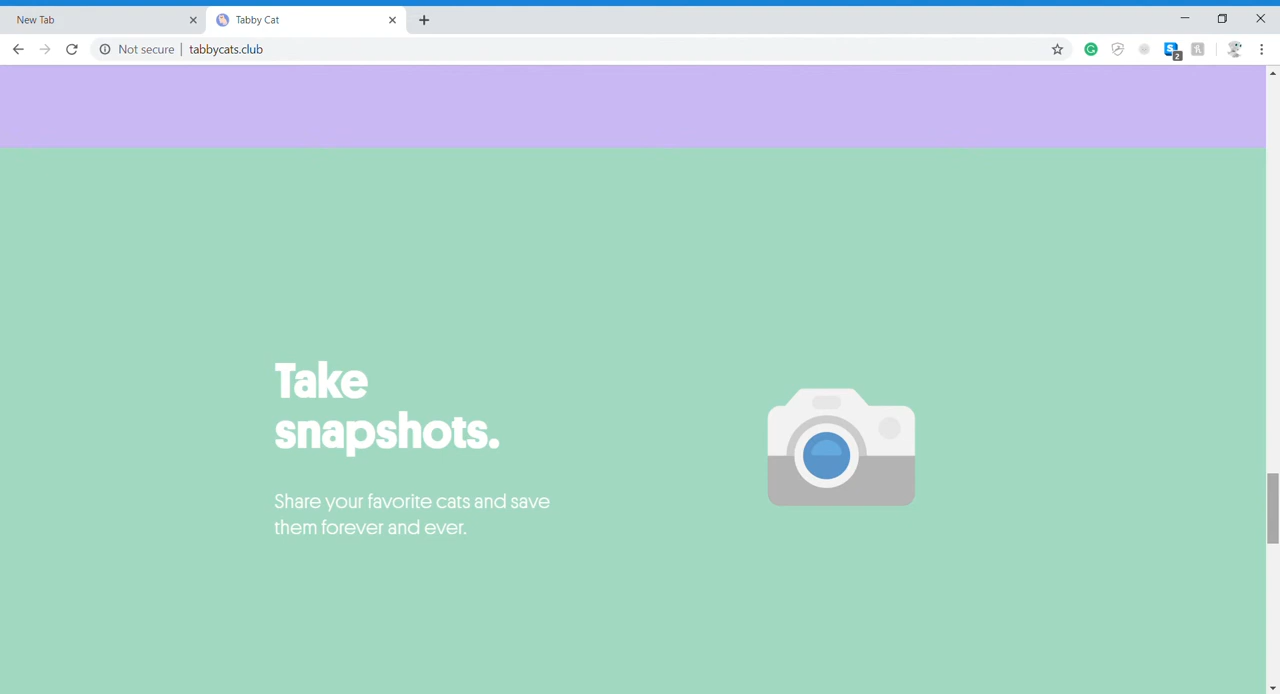 New Tab
Tabby Cat
Not secure
tabbycats.club
2
Take
snapshots.
Share your favorite cats and save
them forever and ever.